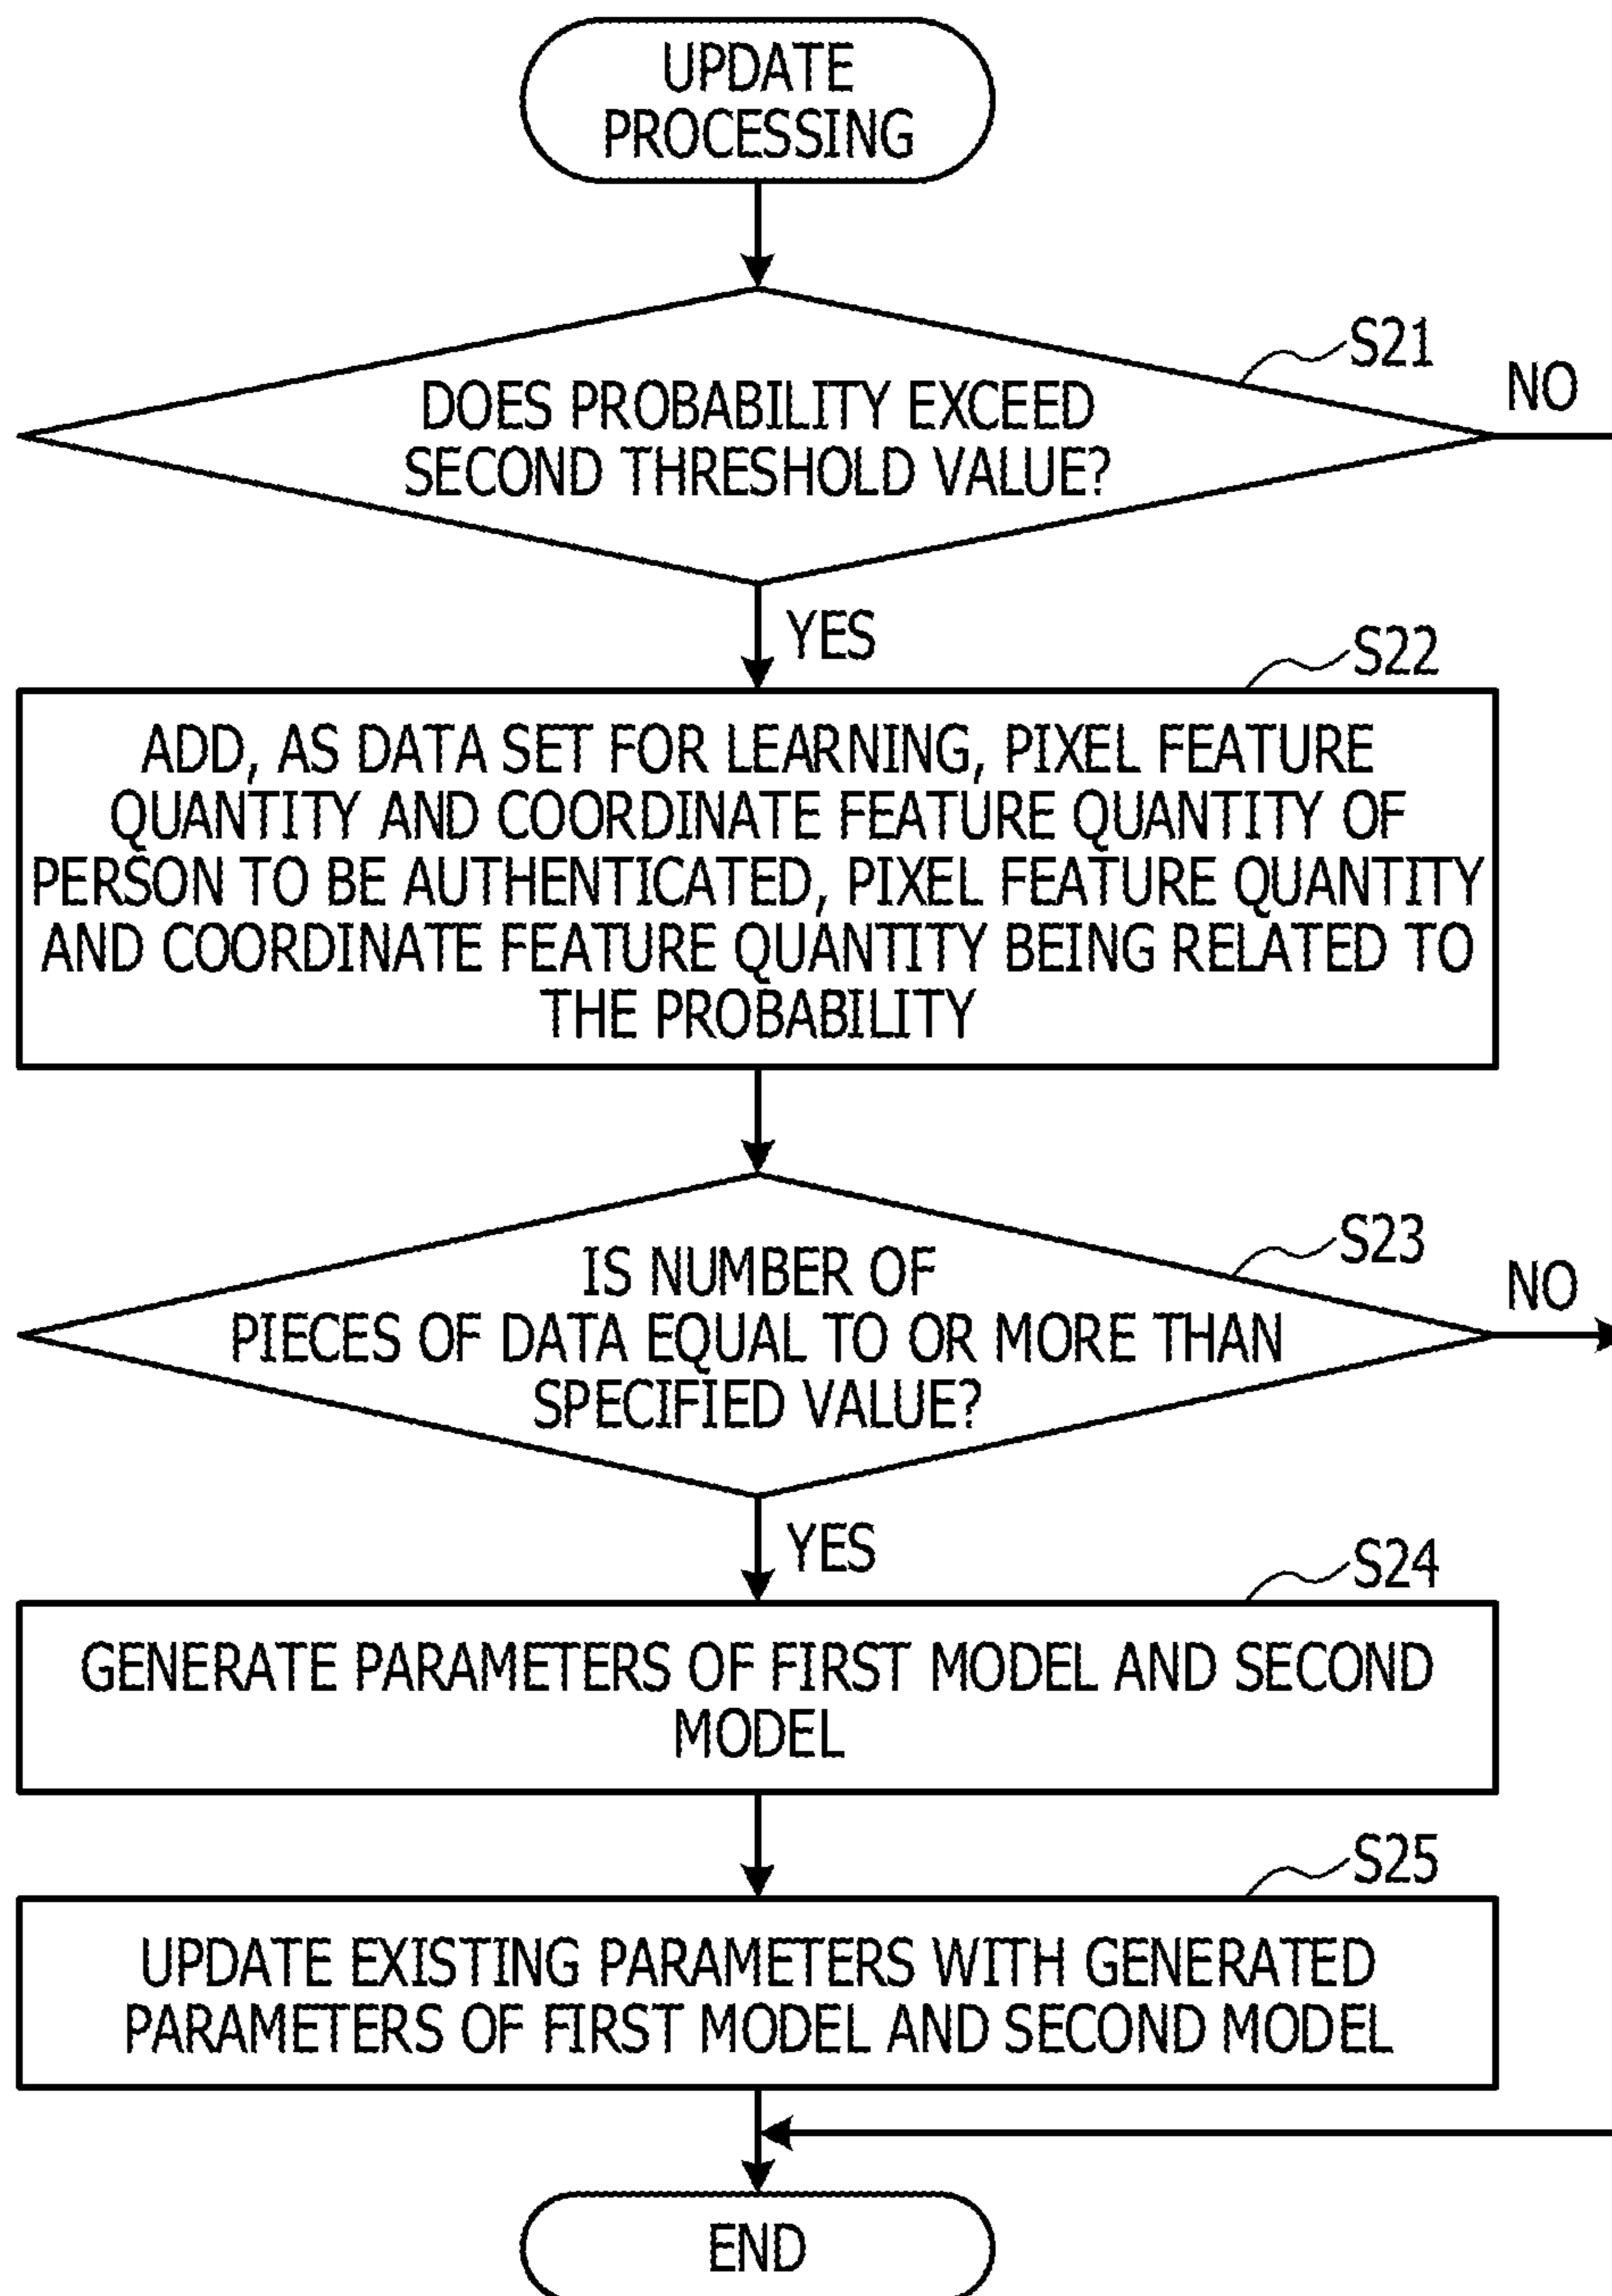 UPDATE
PROCESSING
S21
NO
DOES PROBABILITY EXCEED
SECOND THRESHOLD VALUE?
YES
S22
ADD, AS DATA SET FOR LEARNING, PIXEL FEATURE
QUANTITY AND COORDINATE FEATURE QUANTITY OF
PERSON TO BE AUTHENTICATED, PIXEL FEATURE QUANTITY
AND COORDINATE FEATURE QUANTITY BEING RELATED TO
THE PROBABILITY
S23
NO
IS NUMBER OF
PIECES OF DATA EQUAL TO OR MORE THAN
SPECIFIED VALUE?
YES
S24
GENERATE PARAMETERS OF FIRST MODEL AND SECOND
MODEL
S25
UPDATE EXISTING PARAMETERS WITH GENERATED
PARAMETERS OF FIRST MODEL AND SECOND MODEL
END